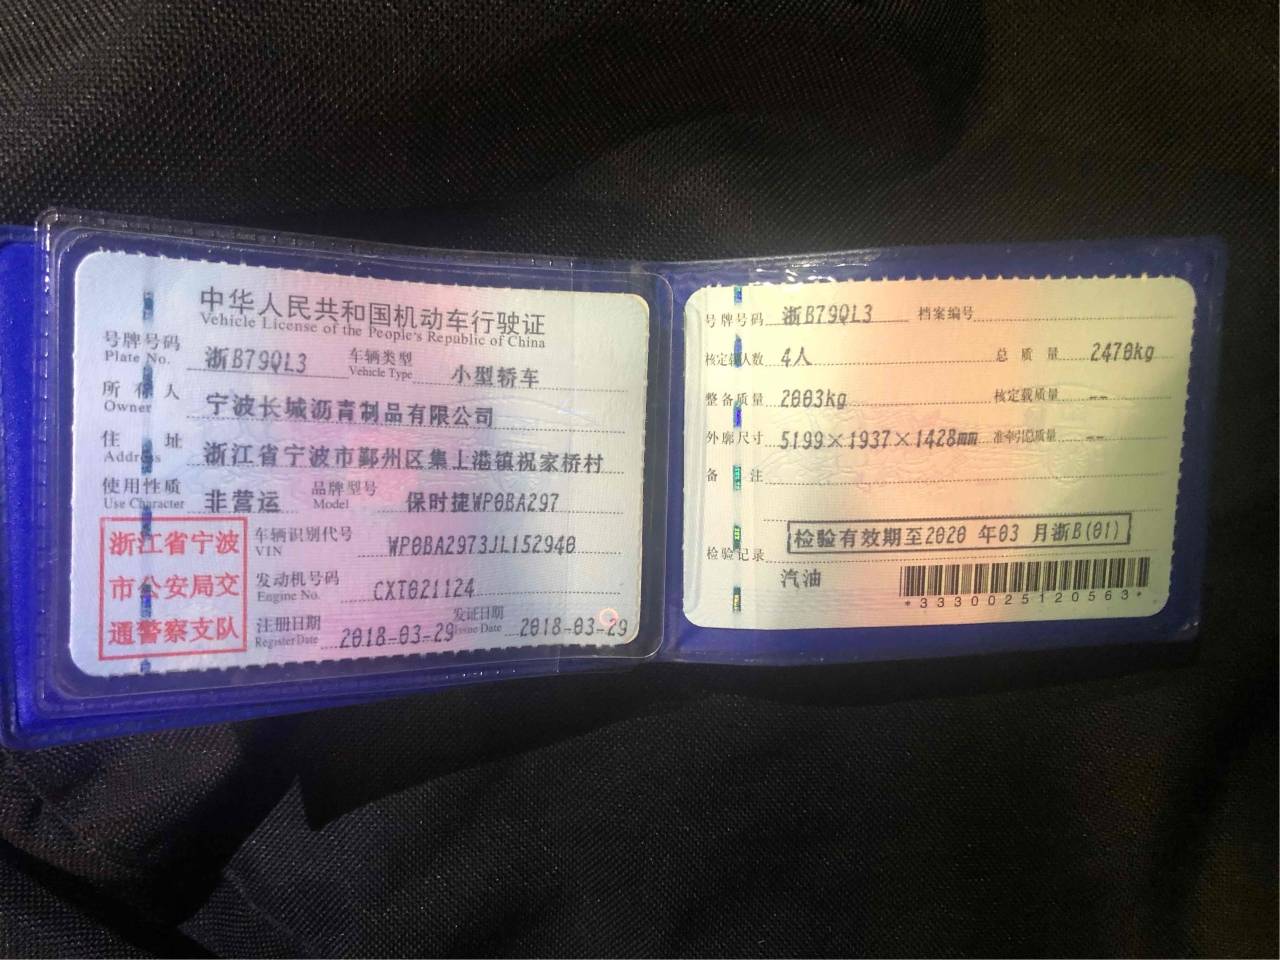 中华人民共和国机动车行驶证
Vehicle License of the People's Republic of China
号牌号码 浙B79QL3 车辆类型 小型轿车
Plate No. Vehicle Type
所有人 宁波长城沥青制品有限公司
Owner
住址 浙江省宁波市鄞州区集士港镇祝家桥村
Address
使用性质 非营运 品牌型号 保时捷WP0BA297
Use Character Model
浙江省宁波
市公安局交
通警察支队
车辆识别代号 WP0BA2973JL152940
VIN
发动机号码 CXT021124
Engine No.
注册日期 2018-03-29 发证日期 2018-03-29
Register Date Issue Date
号牌号码 浙B79QL3 档案编号
核定载人数 4人 总质量 2470kg
整备质量 2003kg 核定载质量 --
外廓尺寸 5199×1937×1428mm 准牵引总质量 --
备注
检验记录 检验有效期至2020 年03 月浙B(01)
汽油
*3330025120563*